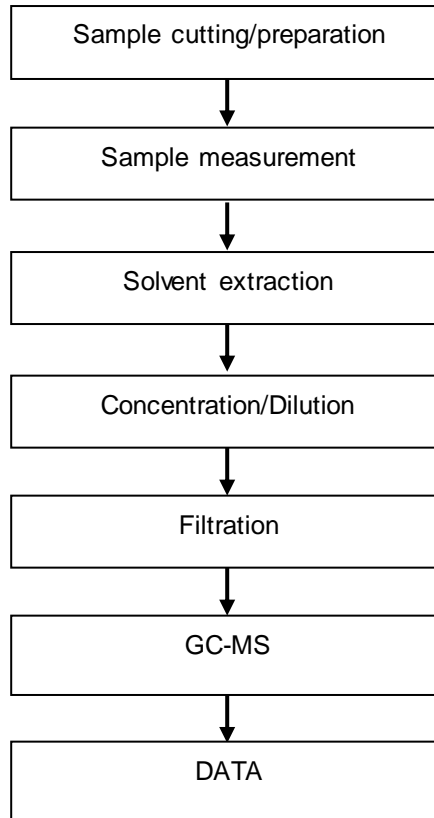 Sample cutting/preparation
Sample measurement
Solvent extraction
Concentration/Dilution
Filtration
GC-MS
DATA